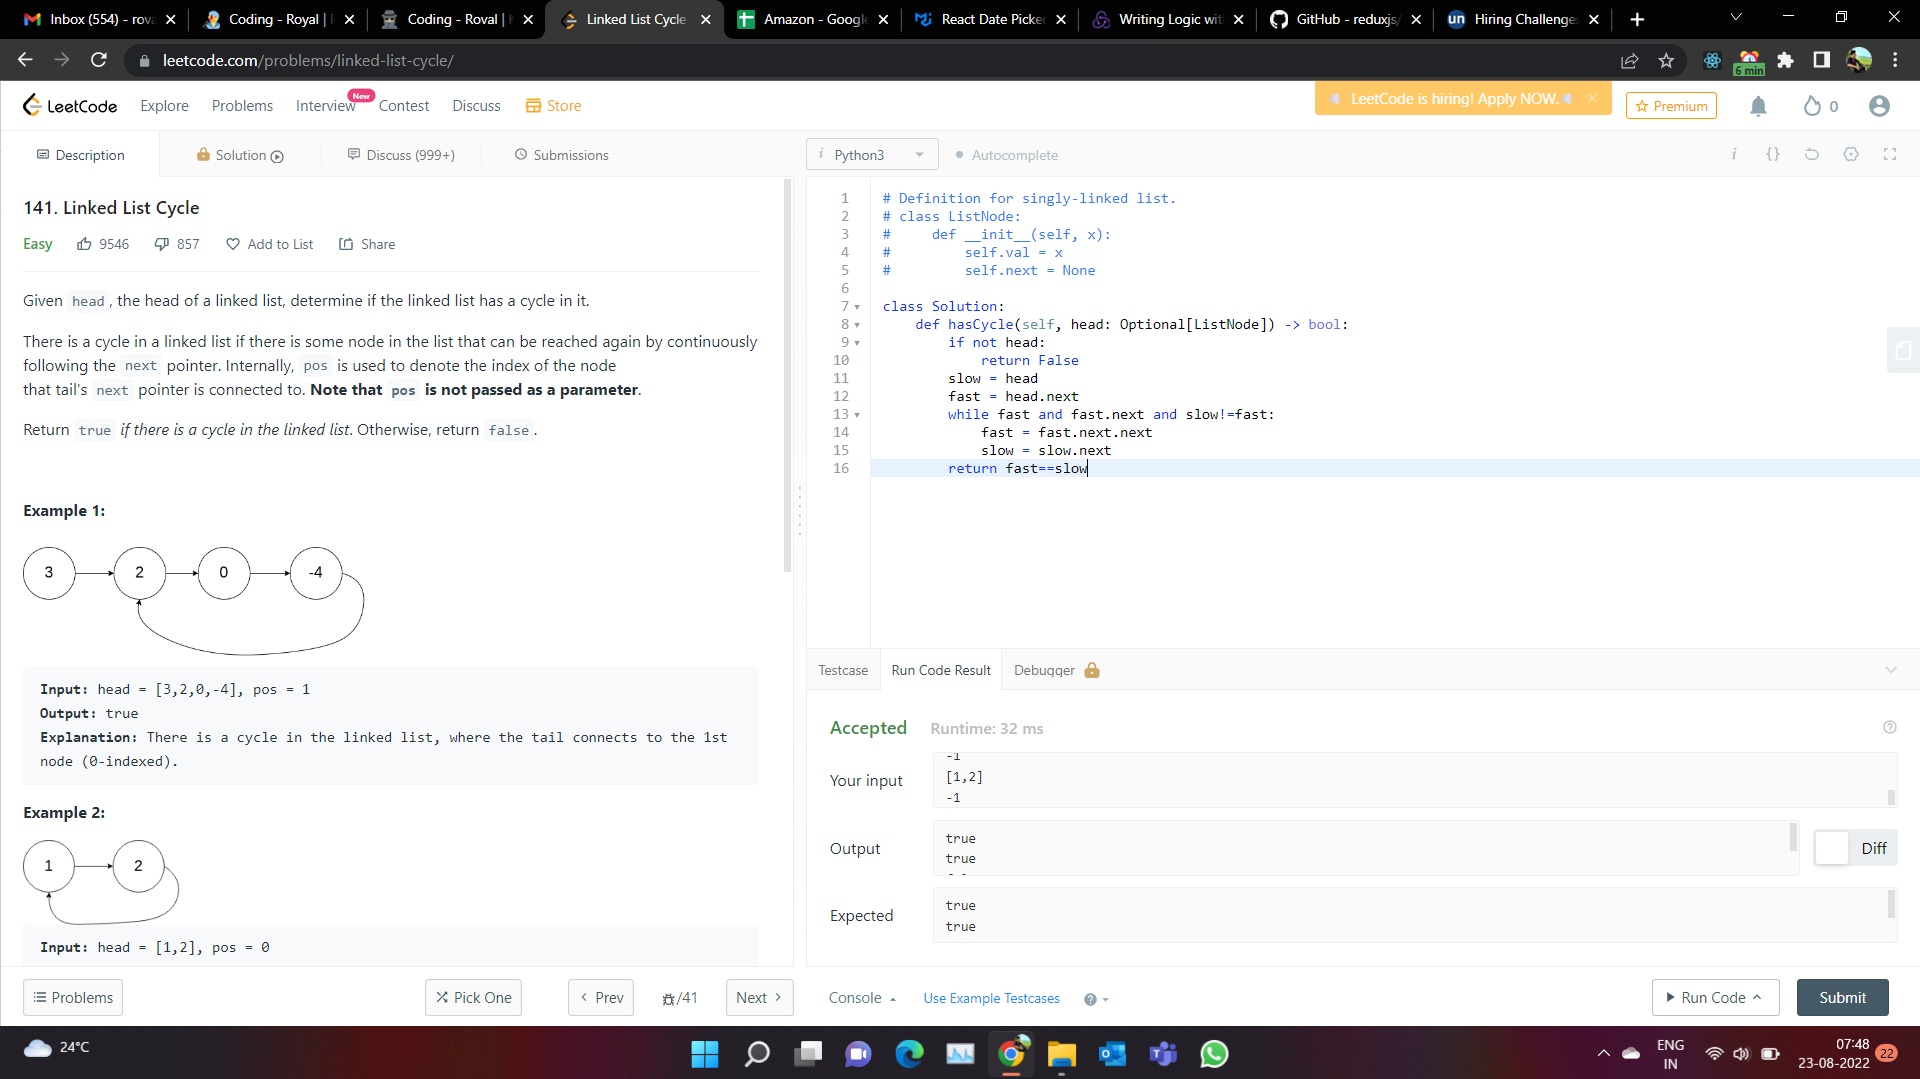 Inbox (554) - rova
Coding - Royal | F
Coding - Roval | K
Linked List Cycle
Amazon - Google
React Date Picker
Writing Logic with
GitHub - reduxjs/
un Hiring Challenge
leetcode.com/problems/linked-list-cycle/
6 min
LeetCode
Explore
Problems
Interview
New
Contest
Discuss
Store
LeetCode is hiring! Apply NOW.
Premium
0
Description
Solution
Discuss (999+)
Submissions
i Python3
Autocomplete
i {}
141. Linked List Cycle
Easy 9546 857 Add to List Share
Given head, the head of a linked list, determine if the linked list has a cycle in it.
There is a cycle in a linked list if there is some node in the list that can be reached again by continuously
following the next pointer. Internally, pos is used to denote the index of the node
that tail's next pointer is connected to. Note that pos is not passed as a parameter.
Return true if there is a cycle in the linked list. Otherwise, return false.
Example 1:
3 2 0 -4
Input: head = [3,2,0,-4], pos = 1
Output: true
Explanation: There is a cycle in the linked list, where the tail connects to the 1st
node (0-indexed).
Example 2:
1 2
Input: head = [1,2], pos = 0
1 # Definition for singly-linked list.
2 # class ListNode:
3 #     def __init__(self, x):
4 #         self.val = x
5 #         self.next = None
6
7 class Solution:
8     def hasCycle(self, head: Optional[ListNode]) -> bool:
9         if not head:
10             return False
11         slow = head
12         fast = head.next
13         while fast and fast.next and slow!=fast:
14             fast = fast.next.next
15             slow = slow.next
16         return fast==slow
Testcase
Run Code Result
Debugger
Accepted Runtime: 32 ms
Your input
-1
[1,2]
-1
Output
true
true
Diff
Expected
true
true
Problems
Pick One
Prev
/41
Next
Console
Use Example Testcases
Run Code
Submit
24°C
ENG
IN
07:48
23-08-2022
22